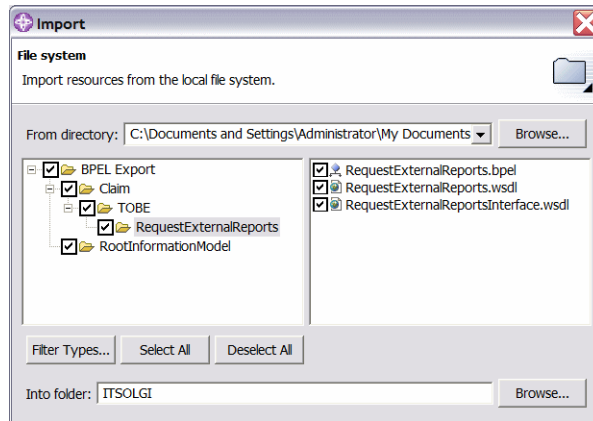 Import
File system
Import resources from the local file system.
From directory: C:\Documents and Settings\Administrator\My Documents Browse...
BPEL Export
Claim
TOBE
RequestExternalReports
RootInformationModel
RequestExternalReports.bpel
RequestExternalReports.wsdl
RequestExternalReportsInterface.wsdl
Filter Types... Select All Deselect All
Into folder: ITSOLGI Browse...